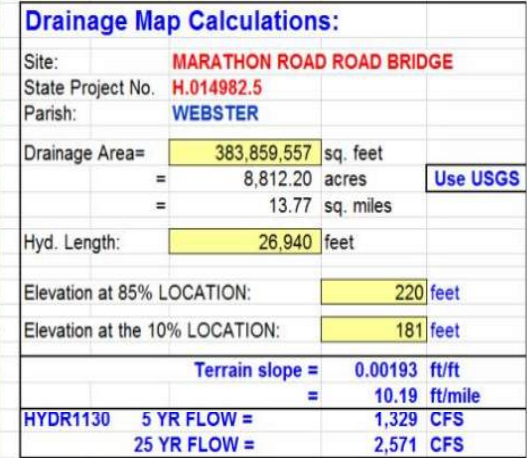 Drainage Map Calculations:
Site: MARATHON ROAD ROAD BRIDGE
State Project No. H.014982.5
Parish: WEBSTER
Drainage Area= 383,859,557 sq. feet
= 8,812.20 acres Use USGS
= 13.77 sq. miles
Hyd. Length: 26,940 feet
Elevation at 85% LOCATION: 220 feet
Elevation at the 10% LOCATION: 181 feet
Terrain slope = 0.00193 ft/ft
= 10.19 ft/mile
HYDR1130 5 YR FLOW = 1,329 CFS
25 YR FLOW = 2,571 CFS